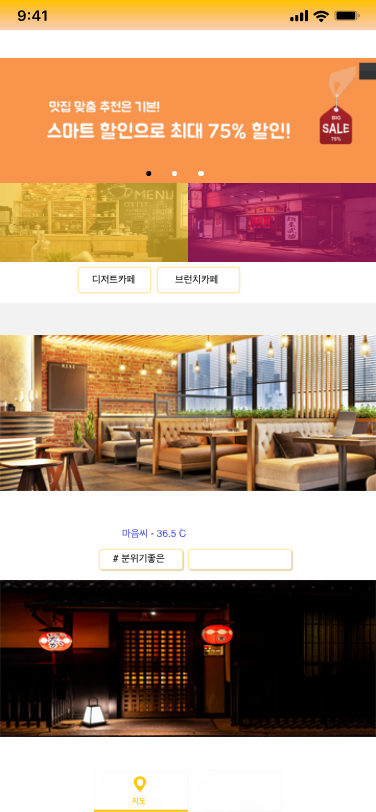 9:41
맛집 맞춤 추천은 기본!
스마트 할인으로 최대 75% 할인!
BIG
SALE
75%
MENU
COFFEE
디저트카페
브런치카페
마음씨 - 36.5 C
# 분위기좋은
지도